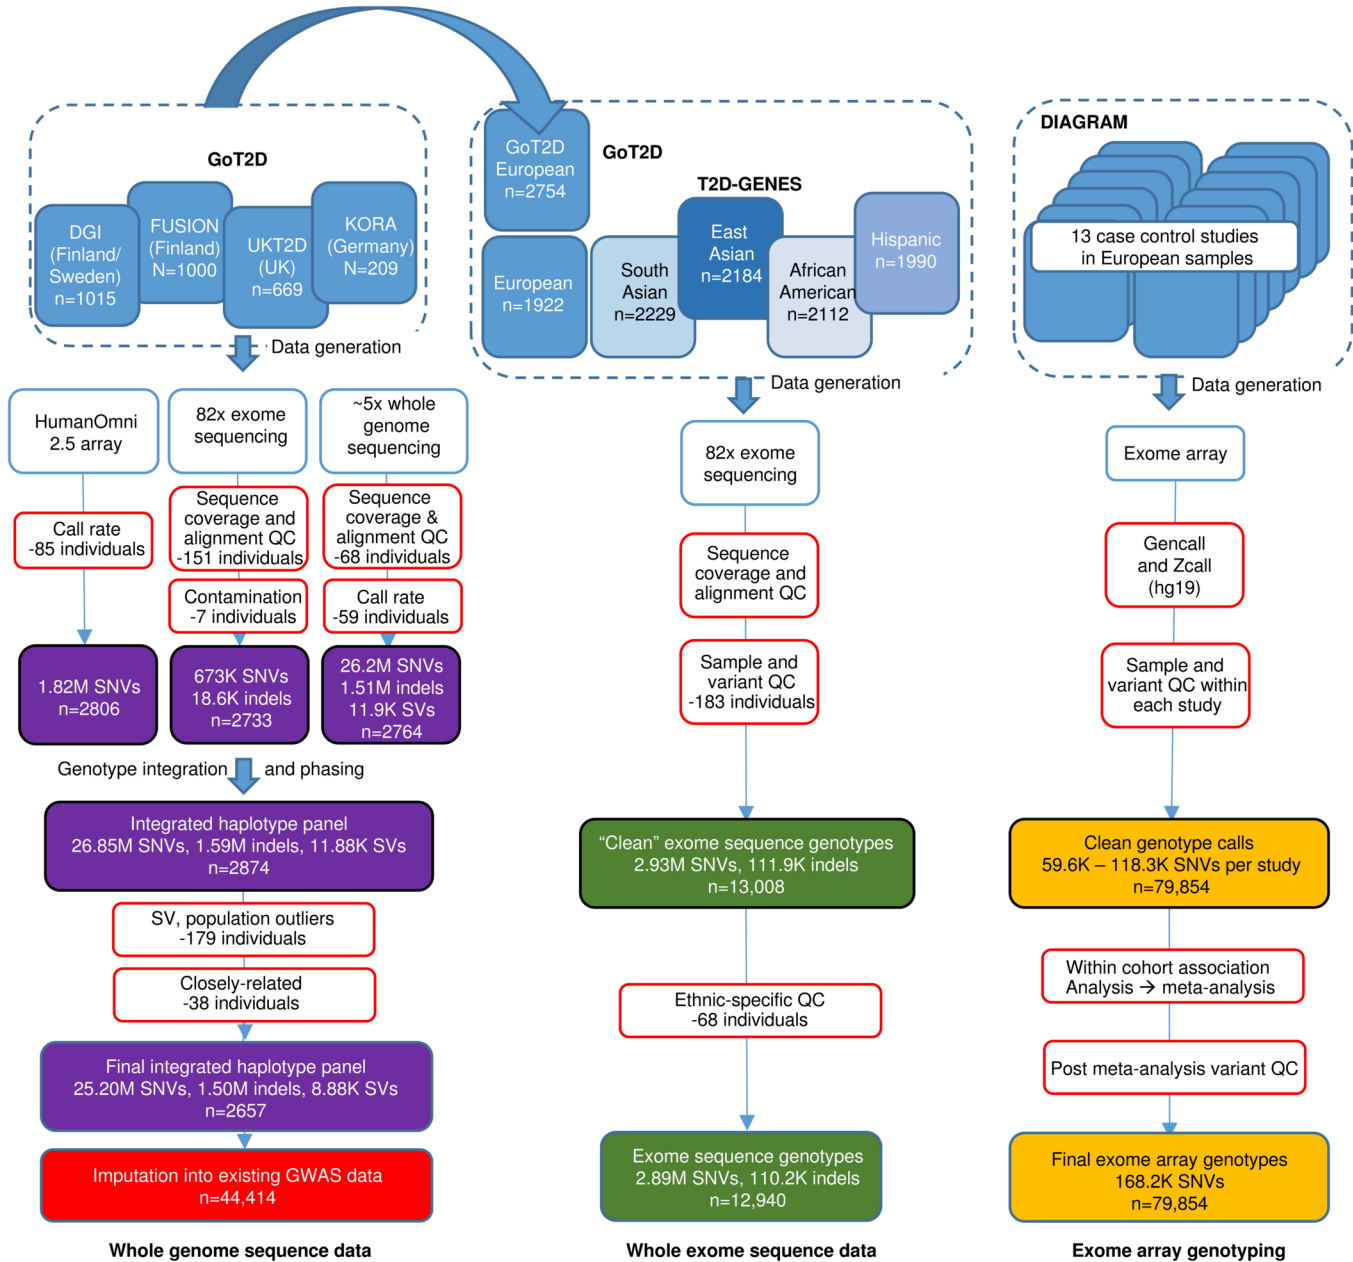 GoT2D
DGI
(Finland/
Sweden)
n=1015
FUSION
(Finland)
N=1000
UKT2D
(UK)
n=669
KORA
(Germany)
N=209
Data generation
HumanOmni
2.5 array
82x exome
sequencing
~5x whole
genome
sequencing
Call rate
-85 individuals
Sequence
coverage and
alignment QC
-151 individuals
Sequence
coverage &
alignment QC
-68 individuals
Contamination
-7 individuals
Call rate
-59 individuals
1.82M SNVs
n=2806
673K SNVs
18.6K indels
n=2733
26.2M SNVs
1.51M indels
11.9K SVs
n=2764
Genotype integration and phasing
Integrated haplotype panel
26.85M SNVs, 1.59M indels, 11.88K SVs
n=2874
SV, population outliers
-179 individuals
Closely-related
-38 individuals
Final integrated haplotype panel
25.20M SNVs, 1.50M indels, 8.88K SVs
n=2657
Imputation into existing GWAS data
n=44,414
Whole genome sequence data
GoT2D
European
n=2754
GoT2D
T2D-GENES
European
n=1922
South
Asian
n=2229
East
Asian
n=2184
African
American
n=2112
Hispanic
n=1990
Data generation
82x exome
sequencing
Sequence
coverage and
alignment QC
Sample and
variant QC
-183 individuals
“Clean” exome sequence genotypes
2.93M SNVs, 111.9K indels
n=13,008
Ethnic-specific QC
-68 individuals
Exome sequence genotypes
2.89M SNVs, 110.2K indels
n=12,940
Whole exome sequence data
DIAGRAM
13 case control studies
in European samples
Data generation
Exome array
Gencall
and Zcall
(hg19)
Sample and
variant QC within
each study
Clean genotype calls
59.6K – 118.3K SNVs per study
n=79,854
Within cohort association
Analysis → meta-analysis
Post meta-analysis variant QC
Final exome array genotypes
168.2K SNVs
n=79,854
Exome array genotyping